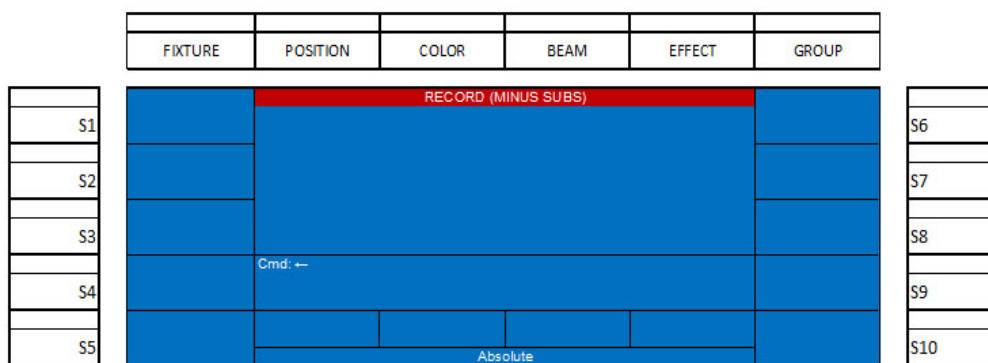 FIXTURE POSITION COLOR BEAM EFFECT GROUP
RECORD (MINUS SUBS)
S1 S6
S2 S7
S3 S8
Cmd: ←
S4 S9
S5 S10
Absolute